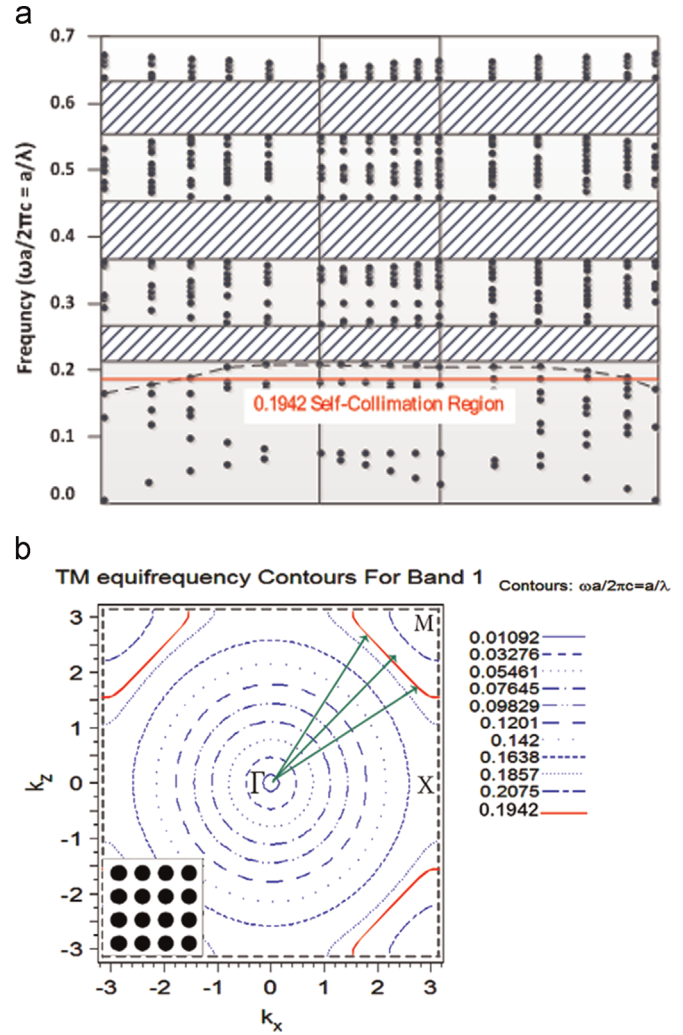 a
0.7
0.6
0.5
0.4
0.3
0.2
0.1
0.0
Frequncy (ωa/2πc = a/λ)
0.1942 Self-Collimation Region
b
TM equifrequency Contours For Band 1
Contours: ωa/2πc=a/λ
3
2
1
0
-1
-2
-3
kz
M
Γ
X
-3 -2 -1 0 1 2 3
kx
0.01092
0.03276
0.05461
0.07645
0.09829
0.1201
0.142
0.1638
0.1857
0.2075
0.1942